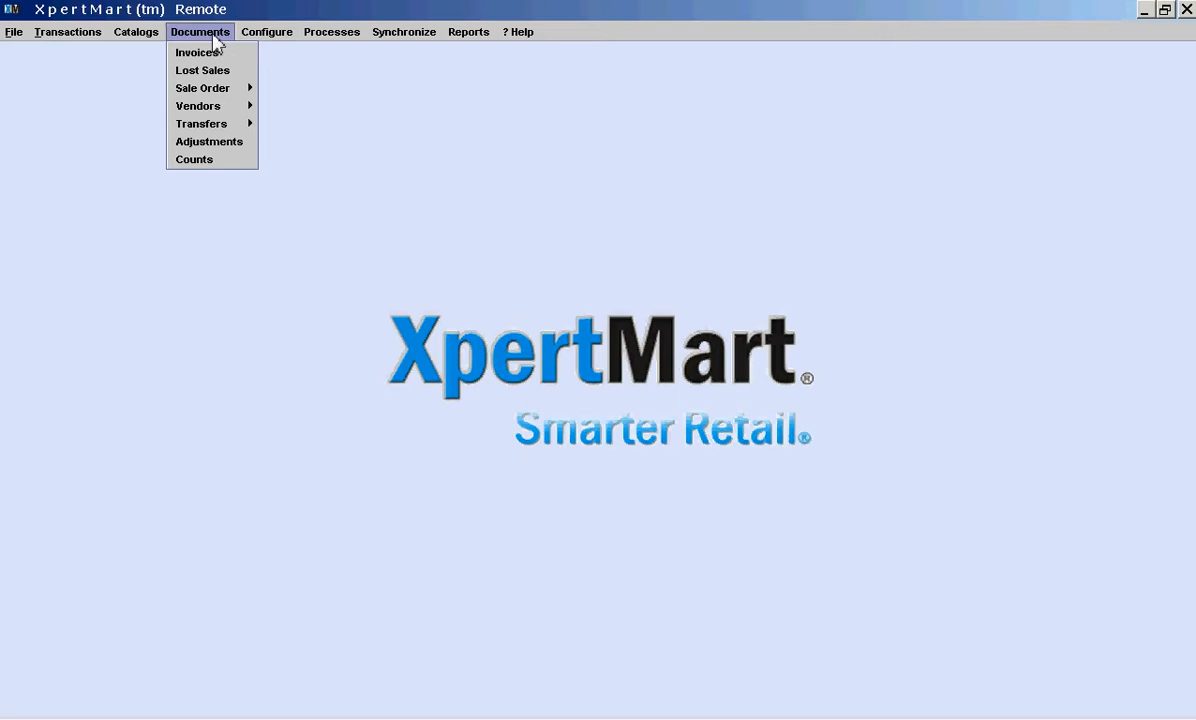 XpertMart(tm) Remote
File Transactions Catalogs Documents Configure Processes Synchronize Reports ? Help
Invoices
Lost Sales
Sale Order
Vendors
Transfers
Adjustments
Counts
XpertMart®
Smarter Retail®